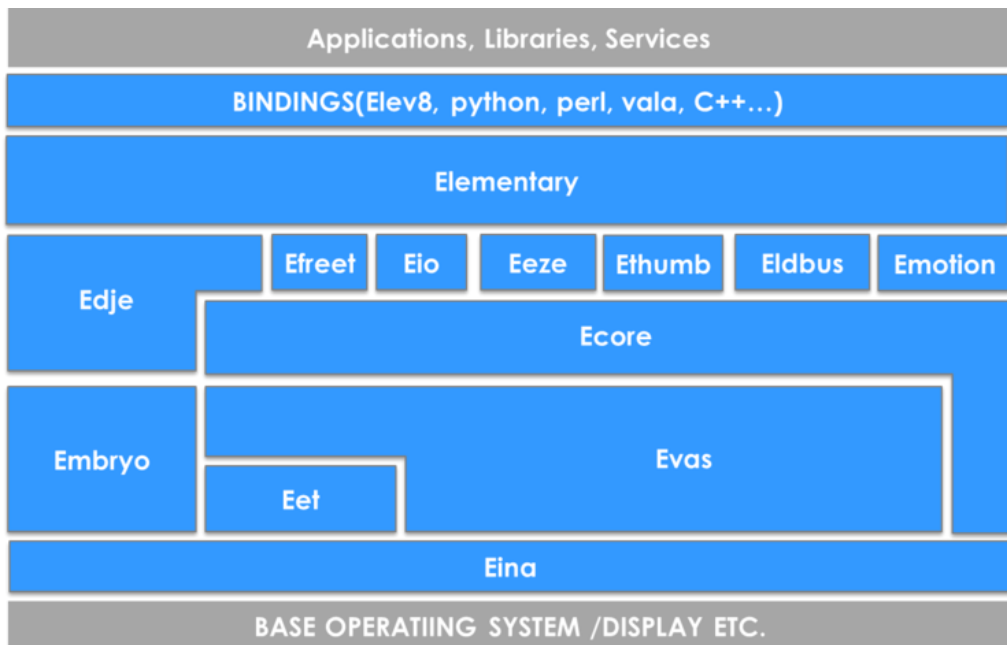 Applications, Libraries, Services
BINDINGS(Elev8, python, perl, vala, C++...)
Elementary
Edje
Efreet
Eio
Eeze
Ethumb
Eldbus
Emotion
Ecore
Embryo
Evas
Eet
Eina
BASE OPERATIING SYSTEM /DISPLAY ETC.